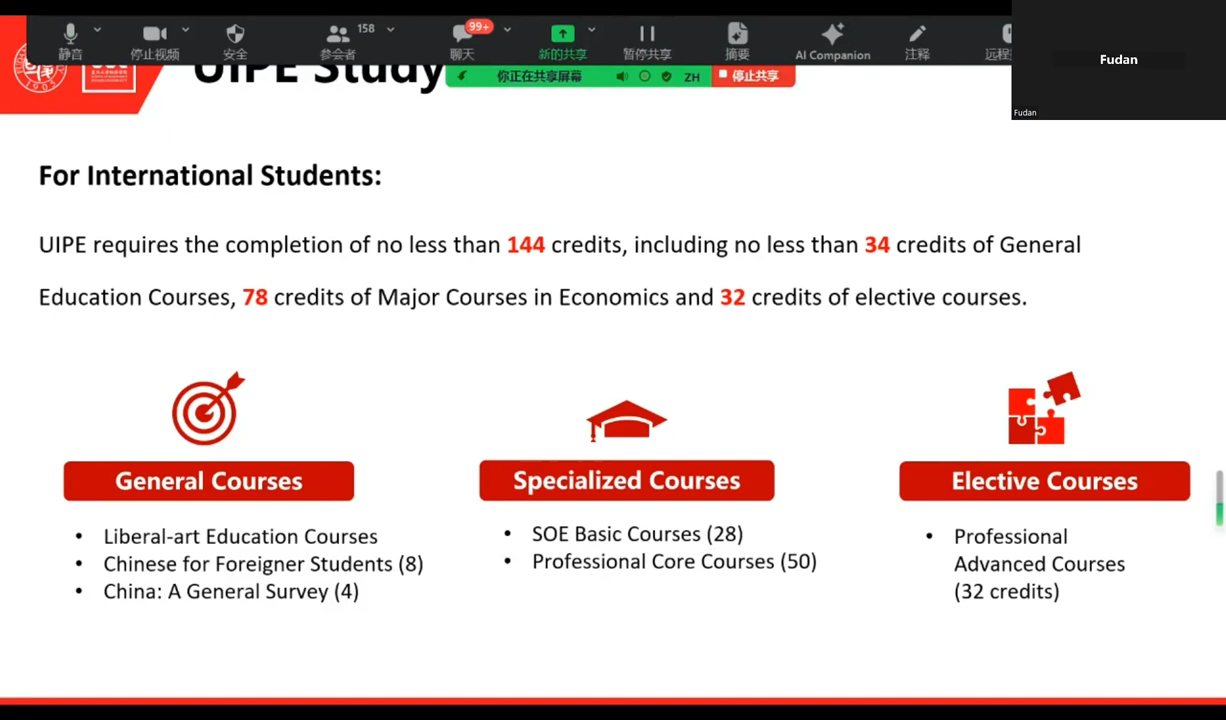 158
99+
静音
停止视频
安全
参会者
聊天
新的共享
暂停共享
摘要
AI Companion
注释
远程
Fudan
Fudan
UIPE Study
你正在共享屏幕
ZH
停止共享
1905
For International Students:
UIPE requires the completion of no less than 144 credits, including no less than 34 credits of General
Education Courses, 78 credits of Major Courses in Economics and 32 credits of elective courses.
General Courses
• Liberal-art Education Courses
• Chinese for Foreigner Students (8)
• China: A General Survey (4)
Specialized Courses
• SOE Basic Courses (28)
• Professional Core Courses (50)
Elective Courses
• Professional
Advanced Courses
(32 credits)